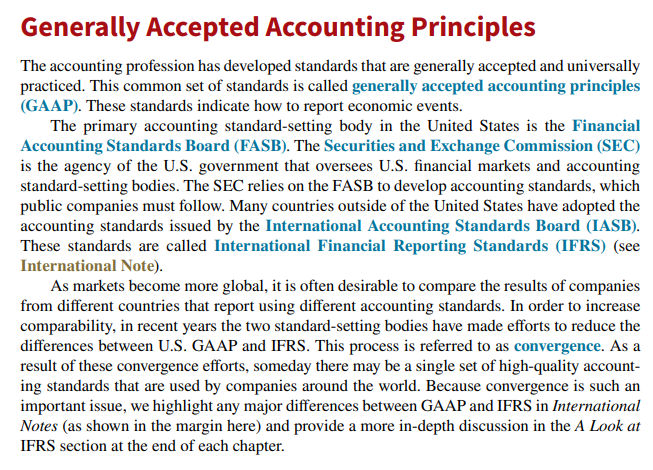 Generally Accepted Accounting Principles
The accounting profession has developed standards that are generally accepted and universally
practiced. This common set of standards is called generally accepted accounting principles
(GAAP). These standards indicate how to report economic events.
The primary accounting standard-setting body in the United States is the Financial
Accounting Standards Board (FASB). The Securities and Exchange Commission (SEC)
is the agency of the U.S. government that oversees U.S. financial markets and accounting
standard-setting bodies. The SEC relies on the FASB to develop accounting standards, which
public companies must follow. Many countries outside of the United States have adopted the
accounting standards issued by the International Accounting Standards Board (IASB).
These standards are called International Financial Reporting Standards (IFRS) (see
International Note).
As markets become more global, it is often desirable to compare the results of companies
from different countries that report using different accounting standards. In order to increase
comparability, in recent years the two standard-setting bodies have made efforts to reduce the
differences between U.S. GAAP and IFRS. This process is referred to as convergence. As a
result of these convergence efforts, someday there may be a single set of high-quality account-
ing standards that are used by companies around the world. Because convergence is such an
important issue, we highlight any major differences between GAAP and IFRS in International
Notes (as shown in the margin here) and provide a more in-depth discussion in the A Look at
IFRS section at the end of each chapter.